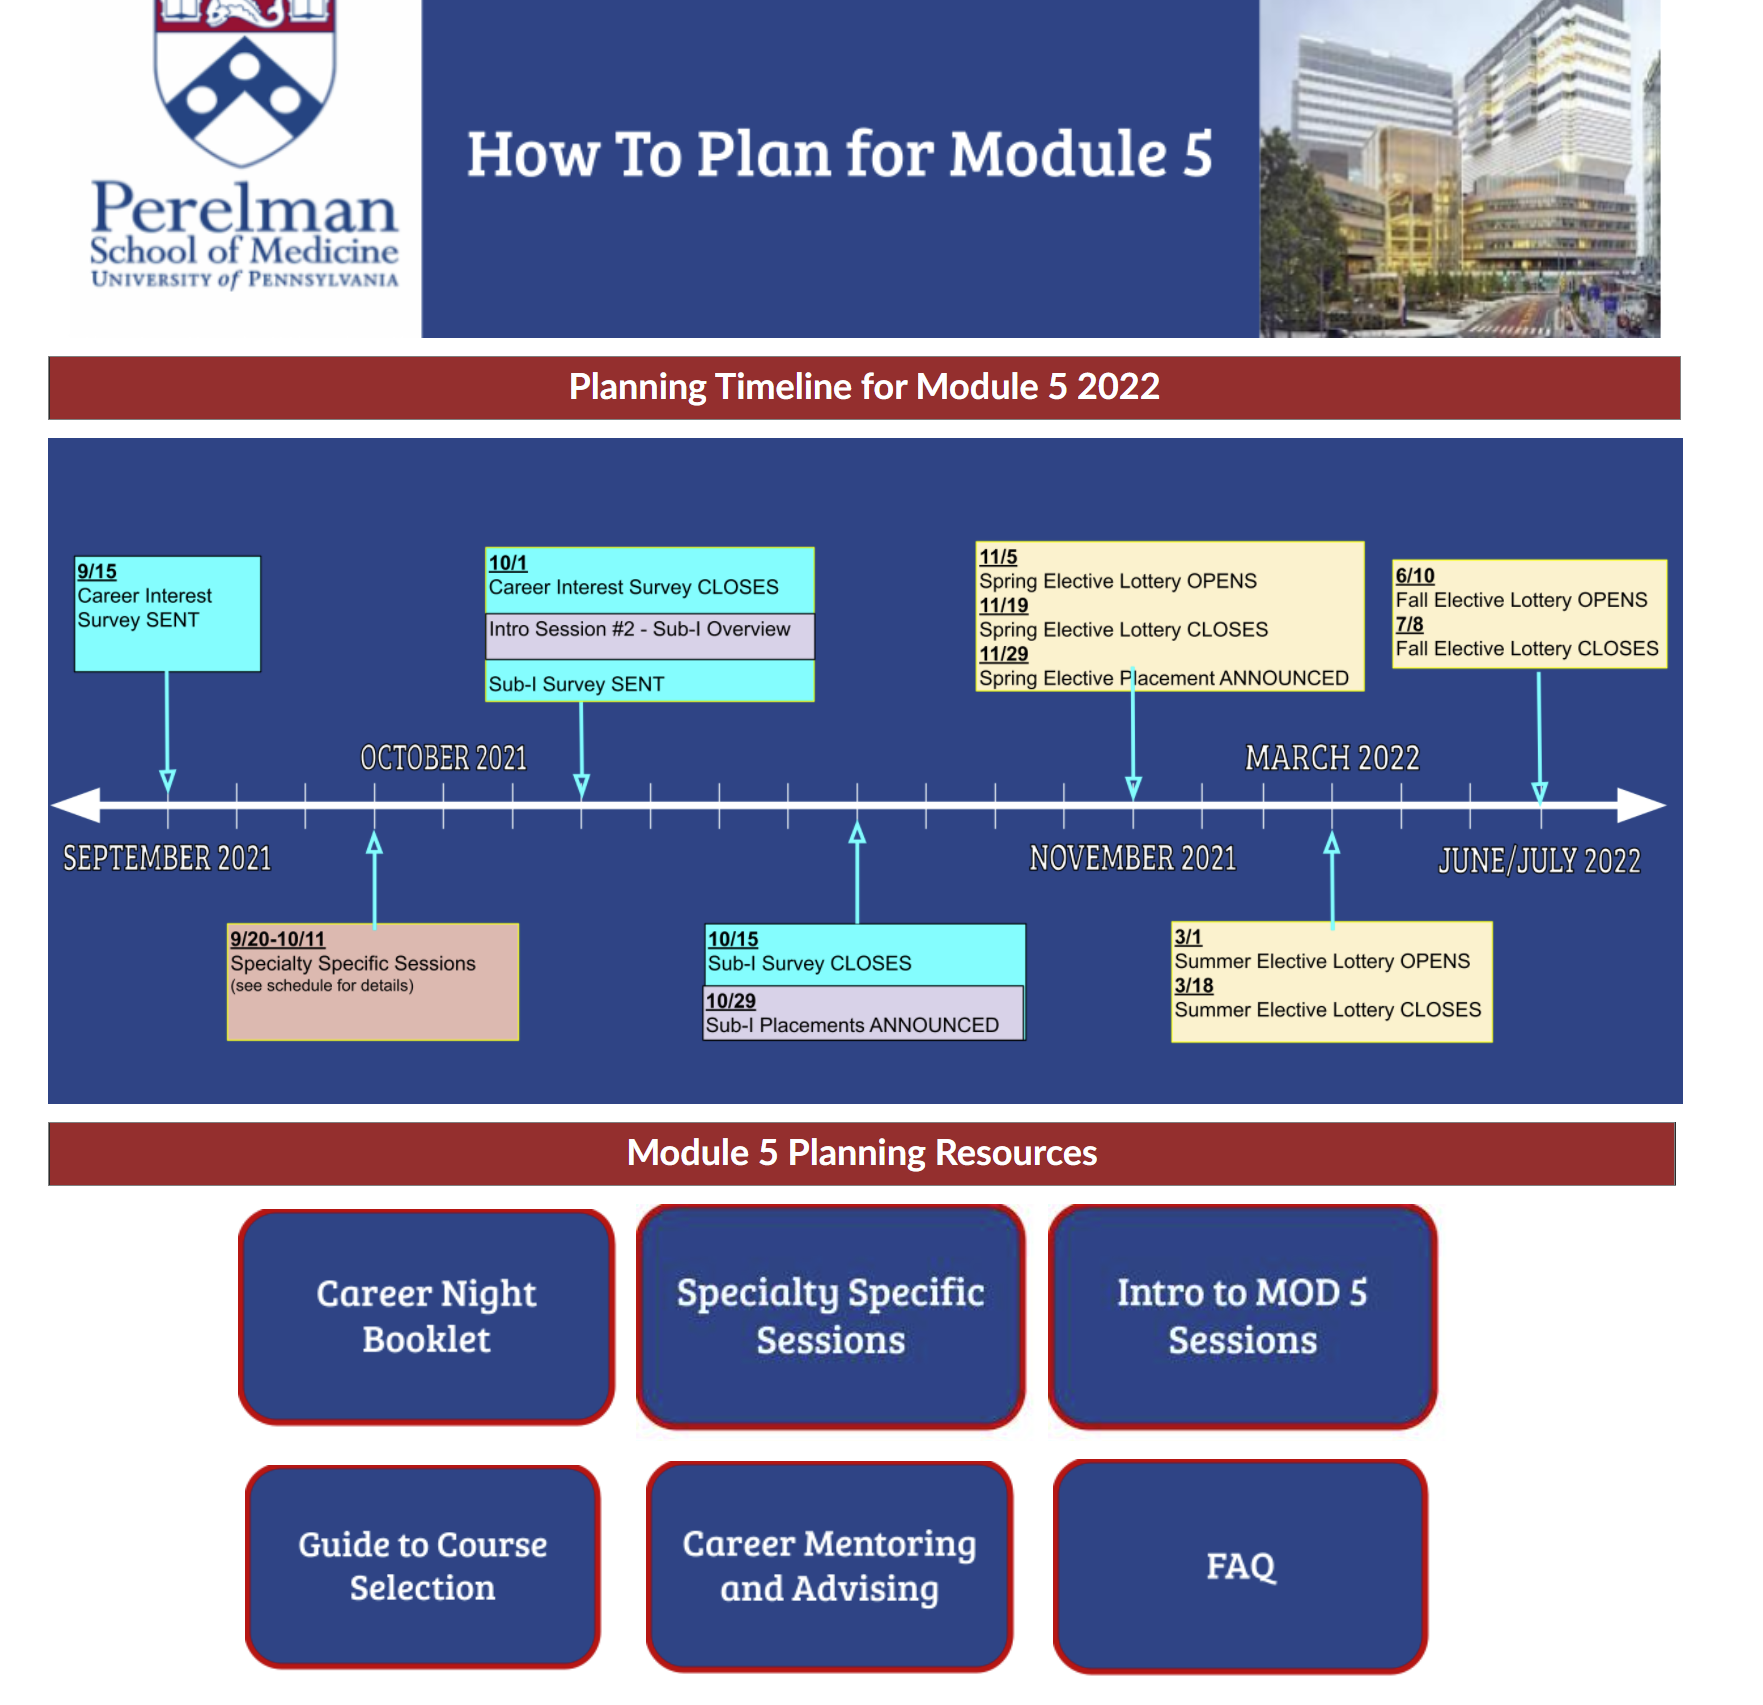 Perelman
School of Medicine
UNIVERSITY of PENNSYLVANIA
How To Plan for Module 5
Planning Timeline for Module 5 2022
9/15
Career Interest
Survey SENT
10/1
Career Interest Survey CLOSES
Intro Session #2 - Sub-I Overview
Sub-I Survey SENT
11/5
Spring Elective Lottery OPENS
11/19
Spring Elective Lottery CLOSES
11/29
Spring Elective Placement ANNOUNCED
6/10
Fall Elective Lottery OPENS
7/8
Fall Elective Lottery CLOSES
OCTOBER 2021
MARCH 2022
SEPTEMBER 2021
NOVEMBER 2021
JUNE/JULY 2022
9/20-10/11
Specialty Specific Sessions
(see schedule for details)
10/15
Sub-I Survey CLOSES
10/29
Sub-I Placements ANNOUNCED
3/1
Summer Elective Lottery OPENS
3/18
Summer Elective Lottery CLOSES
Module 5 Planning Resources
Career Night
Booklet
Specialty Specific
Sessions
Intro to MOD 5
Sessions
Guide to Course
Selection
Career Mentoring
and Advising
FAQ